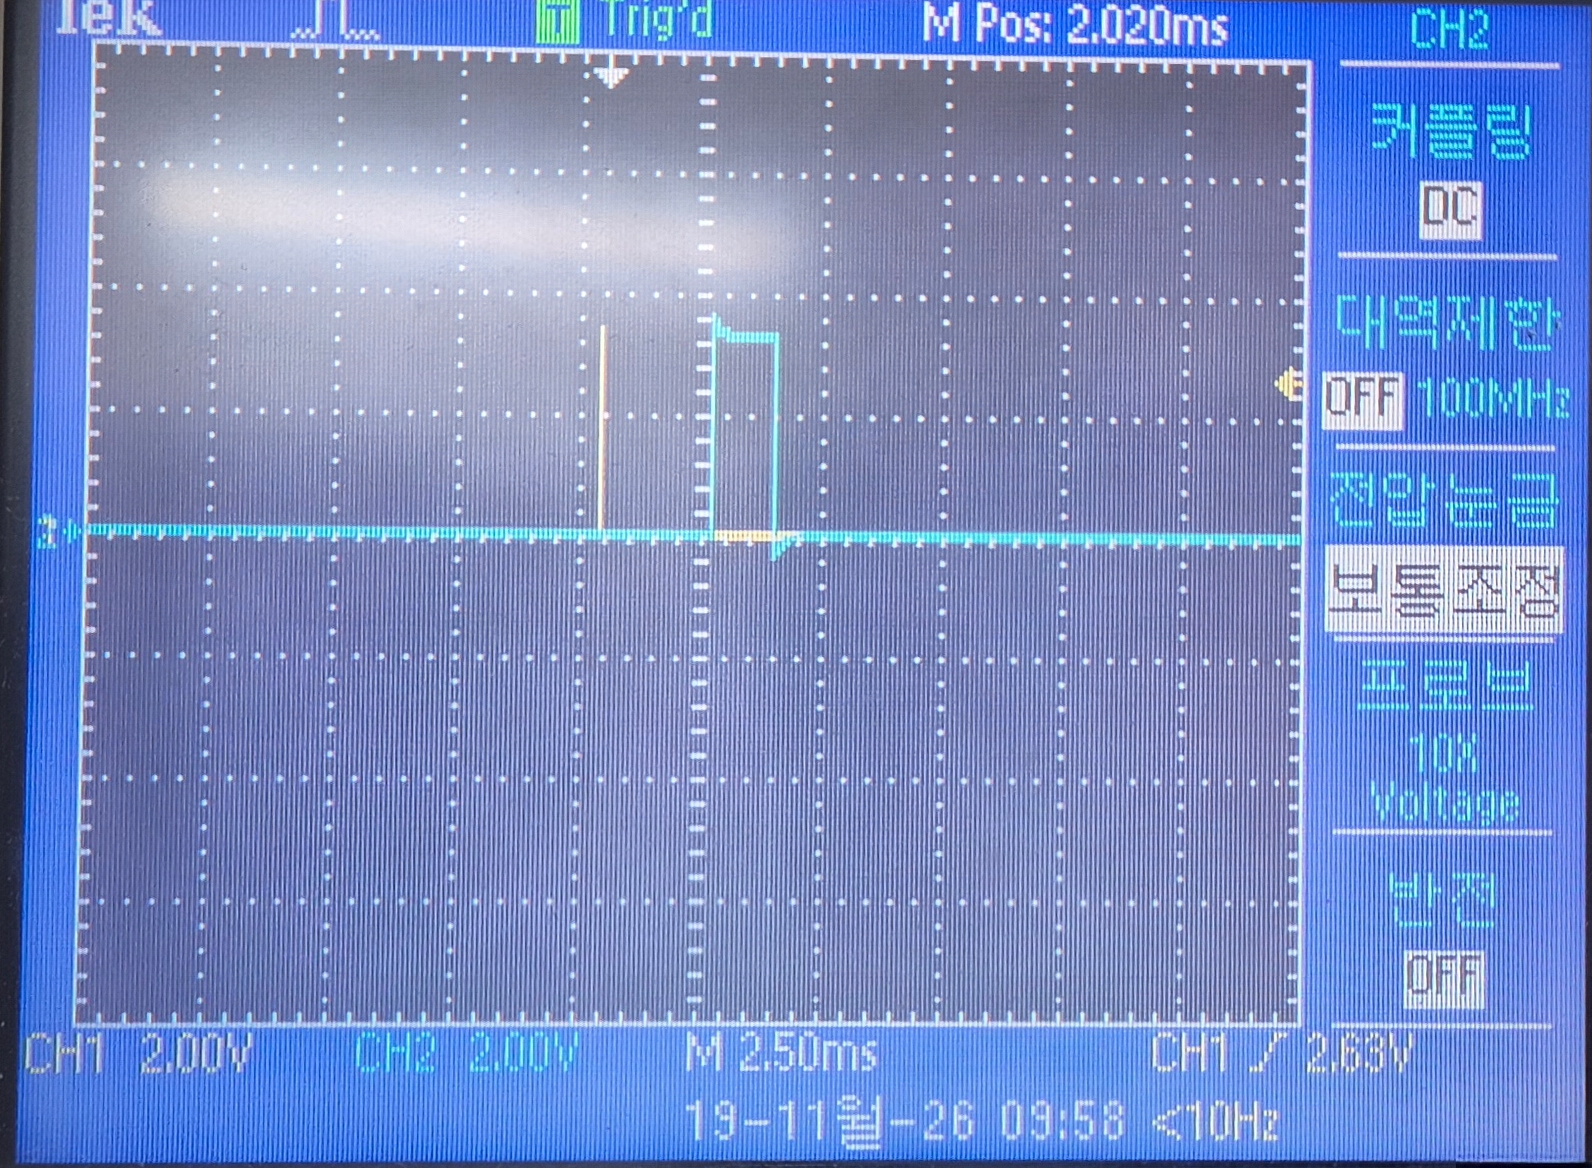 Tek Trig'd M Pos: 2.020ms CH2
커플링
DC
대역제한
OFF 100MHz
전압눈금
보통조정
프로브
10X
Voltage
반전
OFF
2
CH1 2.00V CH2 2.00V M 2.50ms CH1 2.63V
19-11월-26 09:58 <10Hz